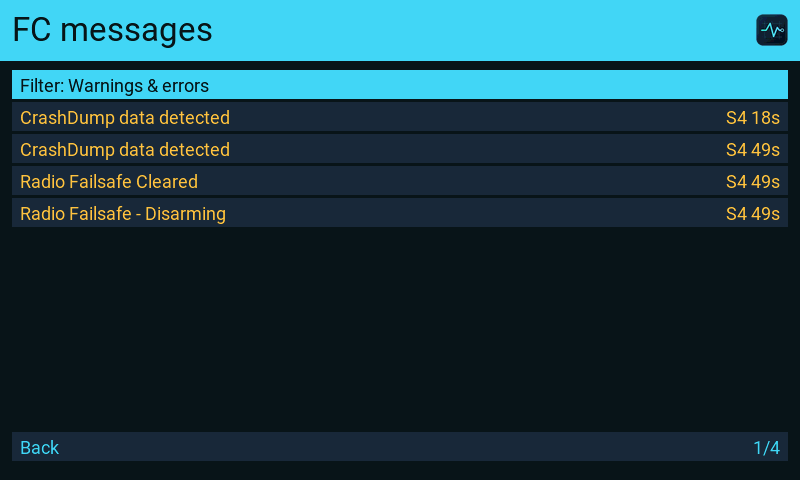 FC messages
Filter: Warnings & errors
CrashDump data detected S4 18s
CrashDump data detected S4 49s
Radio Failsafe Cleared S4 49s
Radio Failsafe - Disarming S4 49s
Back 1/4